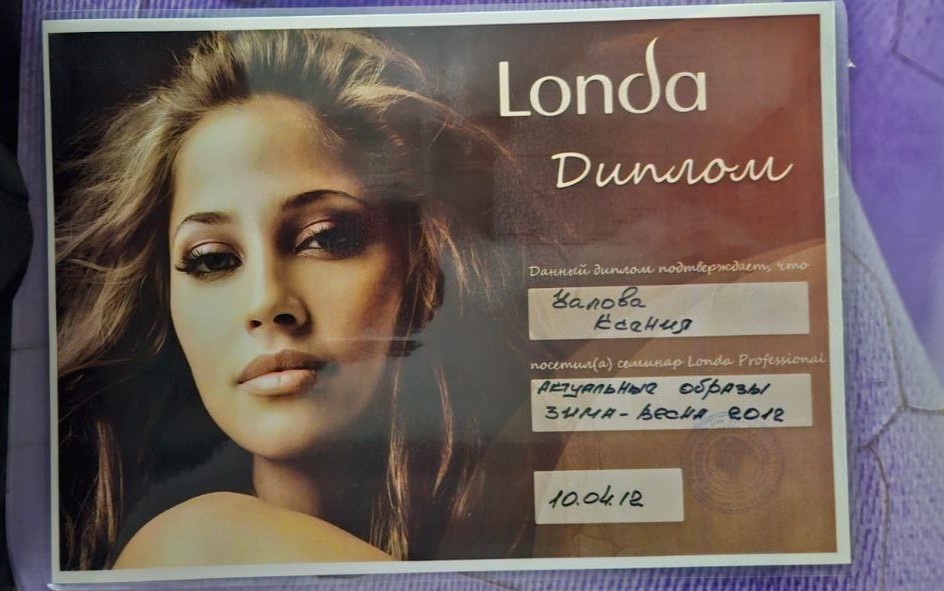 Londa
Диплом
Данный диплом подтверждает, что
Ксения
посетил(а) семинар Londa Professional
Актуальные образы
зима-весна 2012
10.04.12